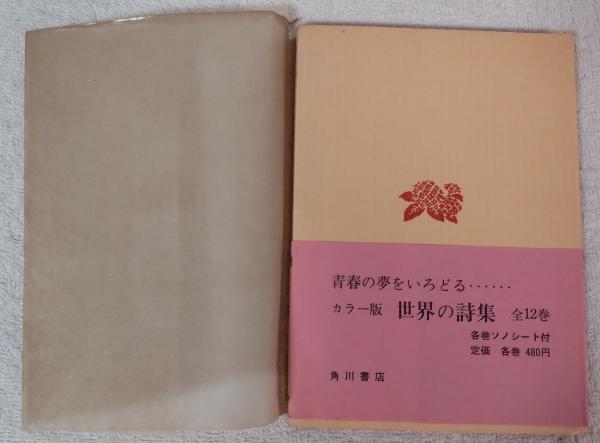 青春の夢をいろどる‥‥‥
カラー版 世界の詩集 全12巻
各巻ソノシート付
定価 各巻 480円
角川書店